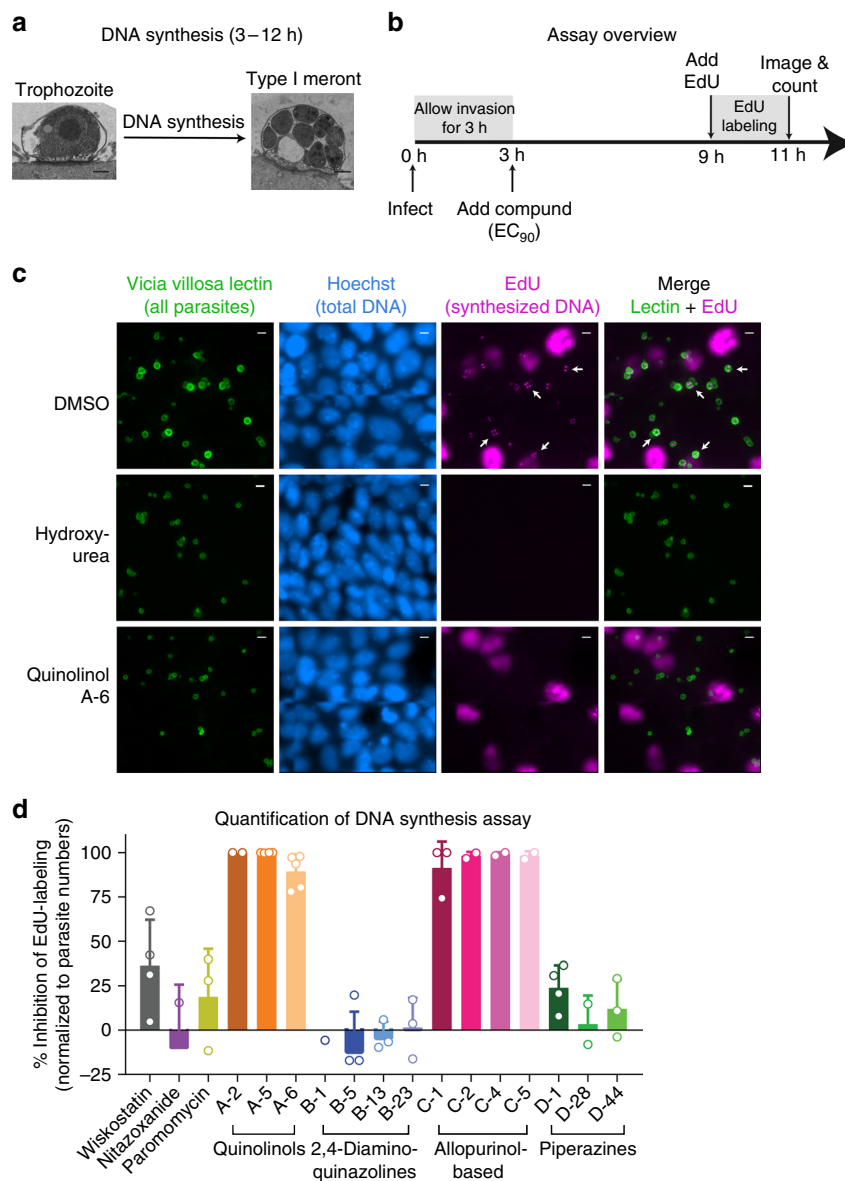 a
DNA synthesis (3–12 h)
Trophozoite
DNA synthesis
Type I meront
b
Assay overview
Add
EdU
Image &
count
Allow invasion
for 3 h
EdU
labeling
0 h
3 h
9 h
11 h
Infect
Add compund
(EC90)
c
Vicia villosa lectin
(all parasites)
Hoechst
(total DNA)
EdU
(synthesized DNA)
Merge
Lectin + EdU
DMSO
Hydroxy-
urea
Quinolinol
A-6
d
Quantification of DNA synthesis assay
% Inhibition of EdU-labeling
(normalized to parasite numbers)
100
75
50
25
0
−25
Wiskostatin
Nitazoxanide
Paromomycin
A-2
A-5
A-6
B-1
B-5
B-13
B-23
C-1
C-2
C-4
C-5
D-1
D-28
D-44
Quinolinols
2,4-Diamino-
quinazolines
Allopurinol-
based
Piperazines